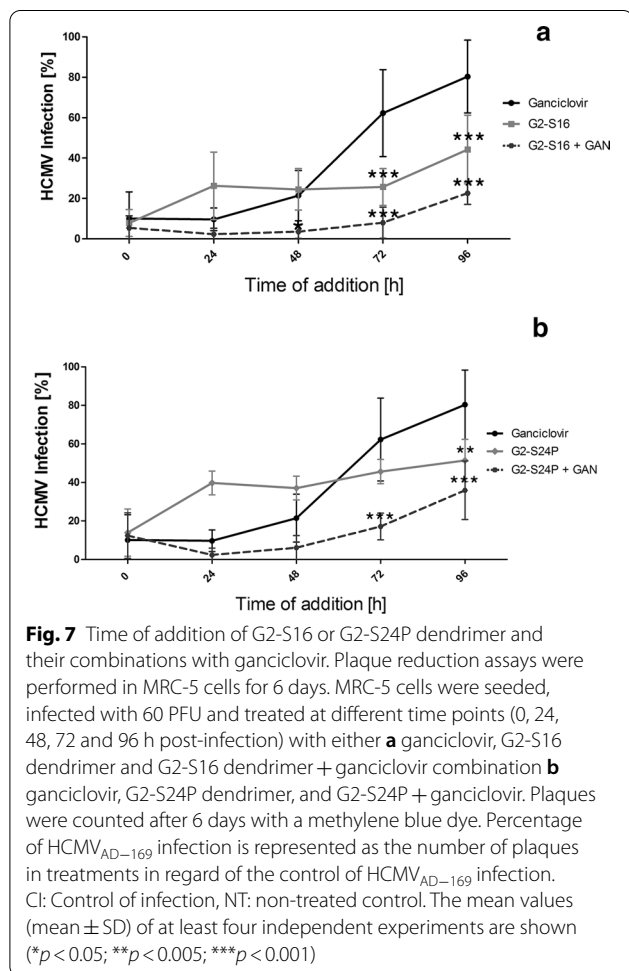 a
HCMV Infection [%]
100
80
60
40
20
0
***
***
***
***
*
0
24
48
72
96
Time of addition [h]
Ganciclovir
G2-S16
G2-S16 + GAN
b
HCMV Infection [%]
100
80
60
40
20
0
**
***
***
0
24
48
72
96
Time of addition [h]
Ganciclovir
G2-S24P
G2-S24P + GAN
Fig. 7 Time of addition of G2-S16 or G2-S24P dendrimer and
their combinations with ganciclovir. Plaque reduction assays were
performed in MRC-5 cells for 6 days. MRC-5 cells were seeded,
infected with 60 PFU and treated at different time points (0, 24,
48, 72 and 96 h post-infection) with either a ganciclovir, G2-S16
dendrimer and G2-S16 dendrimer + ganciclovir combination b
ganciclovir, G2-S24P dendrimer, and G2-S24P + ganciclovir. Plaques
were counted after 6 days with a methylene blue dye. Percentage
of HCMV AD−169 infection is represented as the number of plaques
in treatments in regard of the control of HCMV AD−169 infection.
CI: Control of infection, NT: non-treated control. The mean values
(mean ± SD) of at least four independent experiments are shown
(*p < 0.05; **p < 0.005; ***p < 0.001)